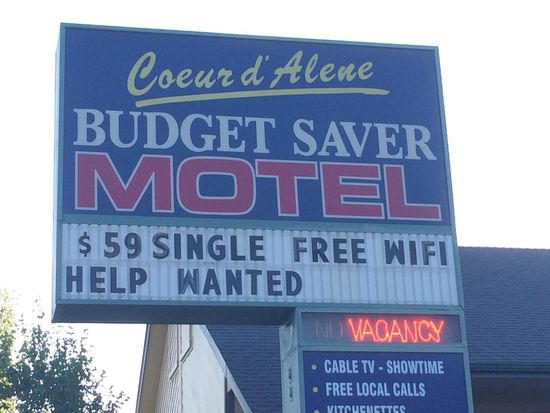 Coeur d'Alene
BUDGET SAVER
MOTEL
$ 59 SINGLE FREE WIFI
HELP WANTED
NO VACANCY
• CABLE TV - SHOWTIME
• FREE LOCAL CALLS
• KITCHENETTES